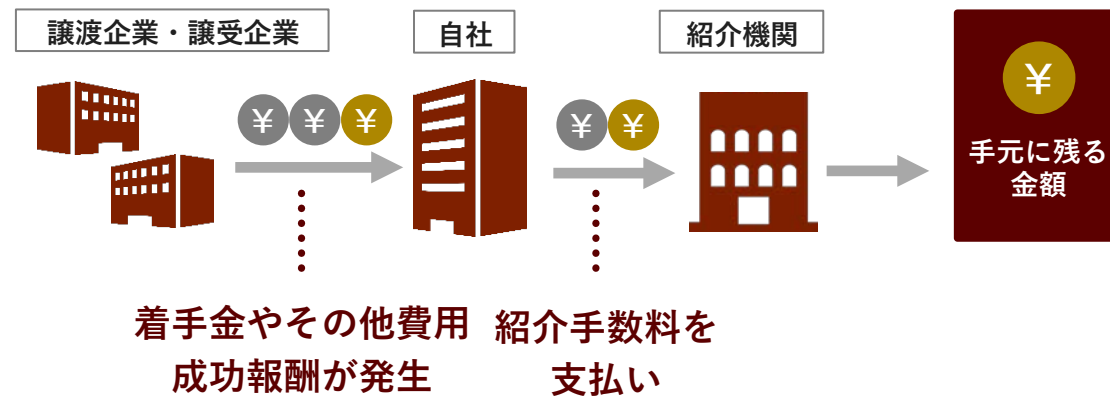 譲渡企業・譲受企業
自社
紹介機関
¥ ¥ ¥
¥ ¥
¥
手元に残る
金額
着手金やその他費用
成功報酬が発生
紹介手数料を
支払い